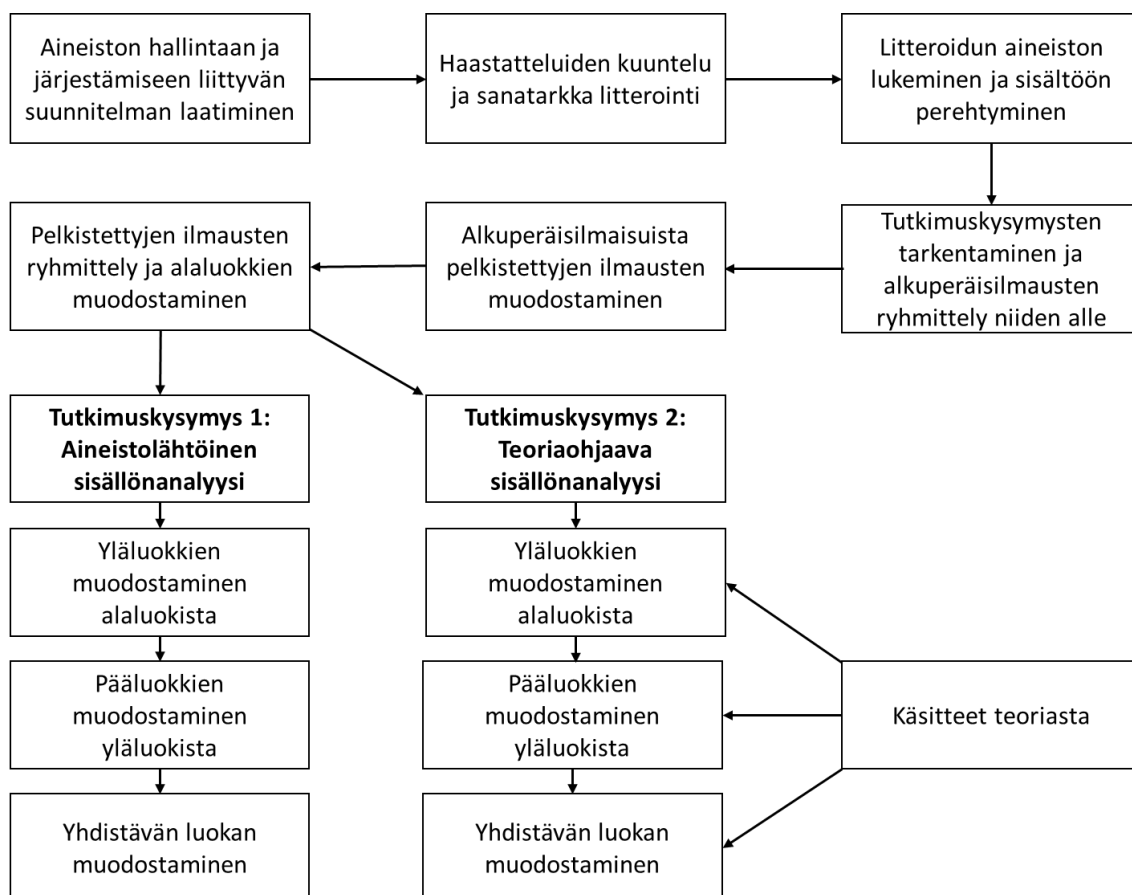 Aineiston hallintaan ja
järjestämiseen liittyvän
suunnitelman laatiminen
Haastatteluiden kuuntelu
ja sanatarkka litterointi
Litteroidun aineiston
lukeminen ja sisältöön
perehtyminen
Pelkistettyjen ilmausten
ryhmittely ja alaluokkien
muodostaminen
Alkuperäisilmaisuista
pelkistettyjen ilmausten
muodostaminen
Tutkimuskysymysten
tarkentaminen ja
alkuperäisilmausten
ryhmittely niiden alle
Tutkimuskysymys 1:
Aineistolähtöinen
sisällönanalyysi
Tutkimuskysymys 2:
Teoriaohjaava
sisällönanalyysi
Yläluokkien
muodostaminen
alaluokista
Yläluokkien
muodostaminen
alaluokista
Pääluokkien
muodostaminen
yläluokista
Pääluokkien
muodostaminen
yläluokista
Käsitteet teoriasta
Yhdistävän luokan
muodostaminen
Yhdistävän luokan
muodostaminen